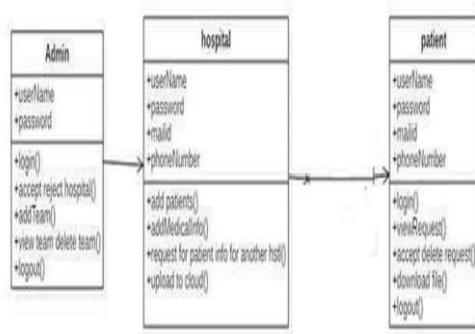 Admin
+userName
+password
+login()
+accept reject hospital()
+addTeam()
+view team delete team()
+logout()
hospital
+userName
+password
+mailid
+phoneNumber
+add patients()
+addMedicalInfo()
+request for patient info for another hstl()
+upload to cloud()
patient
+userName
+password
+mailid
+phoneNumber
+login()
+viewRequest()
+accept delete request()
+download file()
+logout()